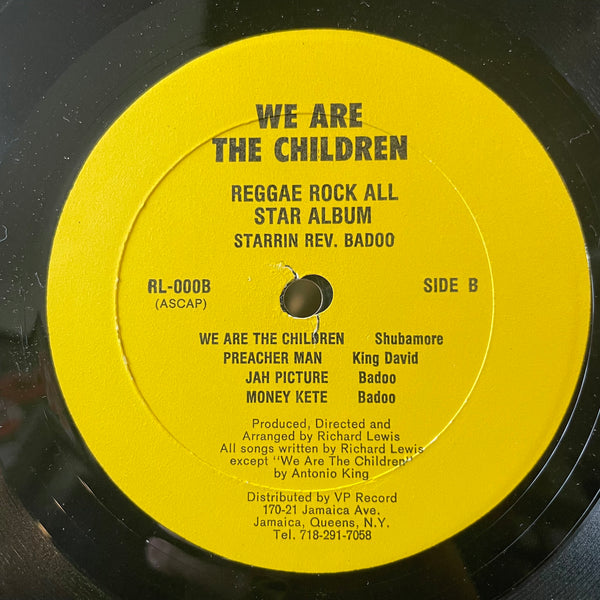 WE ARE
THE CHILDREN
REGGAE ROCK ALL
STAR ALBUM
STARRIN REV. BADOO
RL-000B SIDE B
(ASCAP)
WE ARE THE CHILDREN Shubamore
PREACHER MAN King David
JAH PICTURE Badoo
MONEY KETE Badoo
Produced, Directed and
Arranged by Richard Lewis
All songs written by Richard Lewis
except "We Are The Children"
by Antonio King
Distributed by VP Record
170-21 Jamaica Ave.
Jamaica, Queens, N.Y.
Tel. 718-291-7058